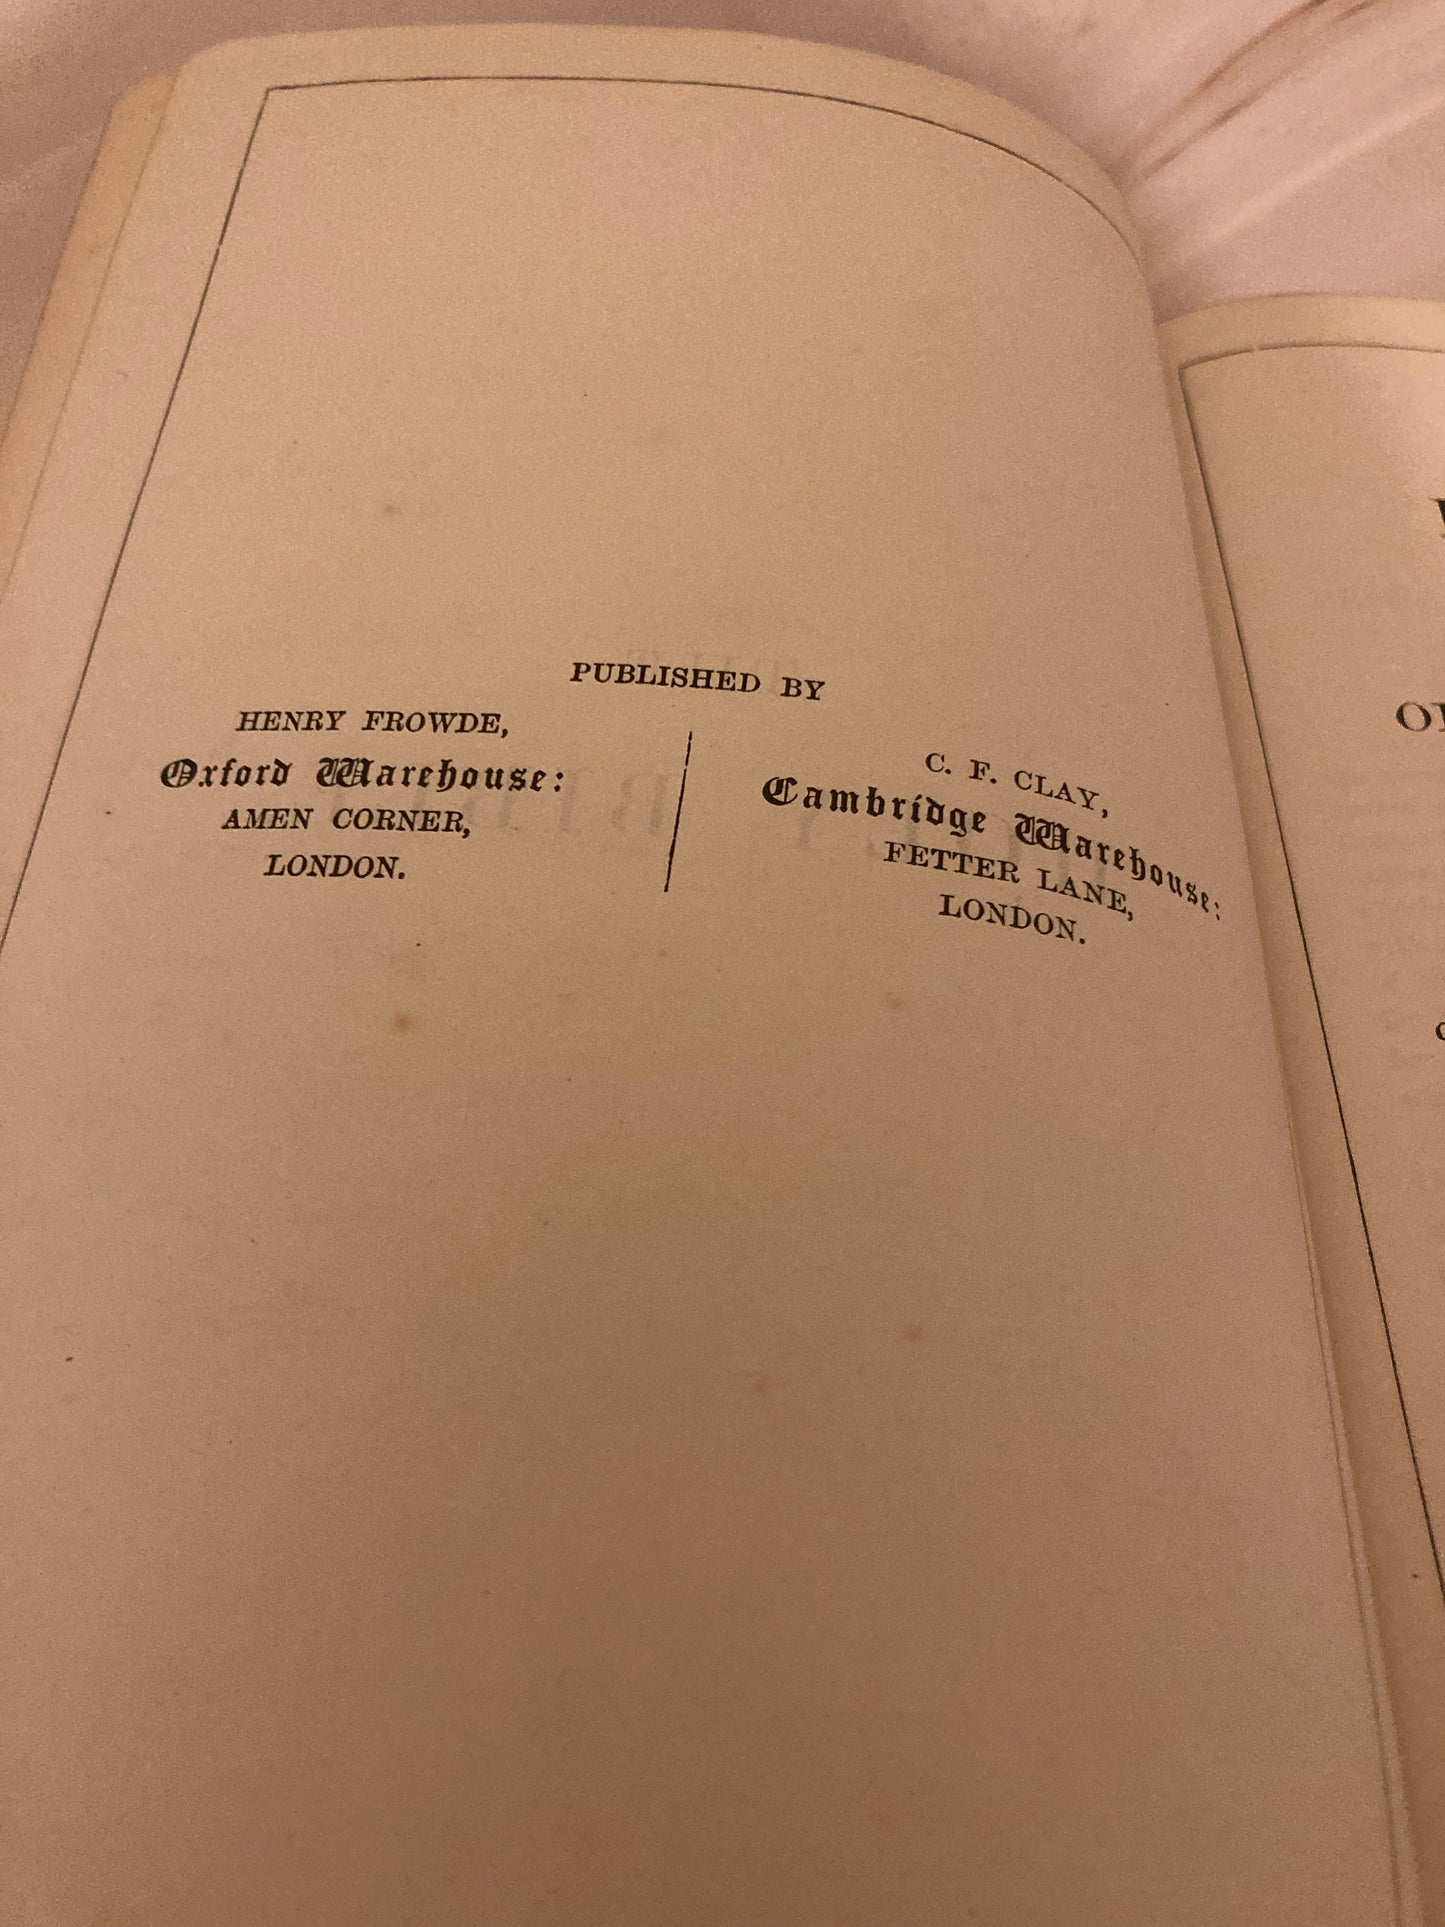 PUBLISHED BY
HENRY FROWDE,
Oxford Warehouse:
AMEN CORNER,
LONDON.
C. F. CLAY,
Cambridge Warehouse:
FETTER LANE,
LONDON.